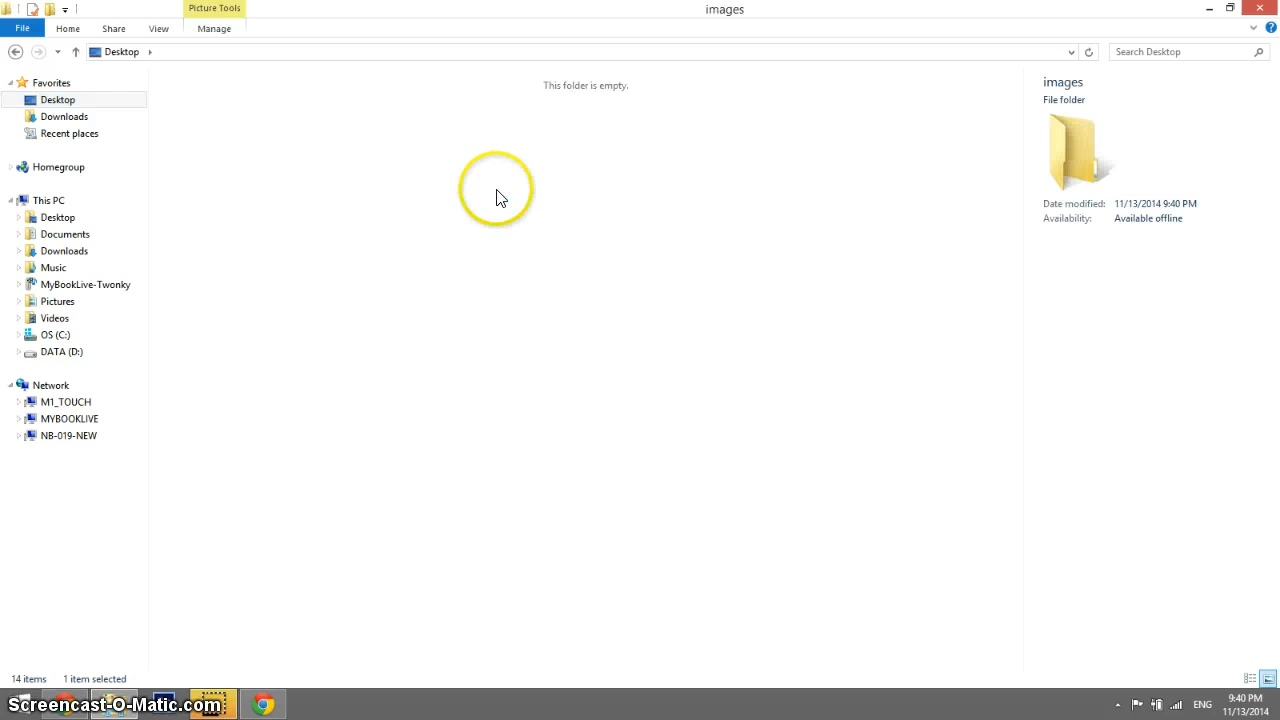 Picture Tools
images
File
Home
Share
View
Manage
Desktop
Search Desktop
Favorites
Desktop
Downloads
Recent places
Homegroup
This PC
Desktop
Documents
Downloads
Music
MyBookLive-Twonky
Pictures
Videos
OS (C:)
DATA (D:)
Network
M1_TOUCH
MYBOOKLIVE
NB-019-NEW
This folder is empty.
images
File folder
Date modified: 11/13/2014 9:40 PM
Availability: Available offline
14 items 1 item selected
Screencast-O-Matic.com
ENG
9:40 PM
11/13/2014